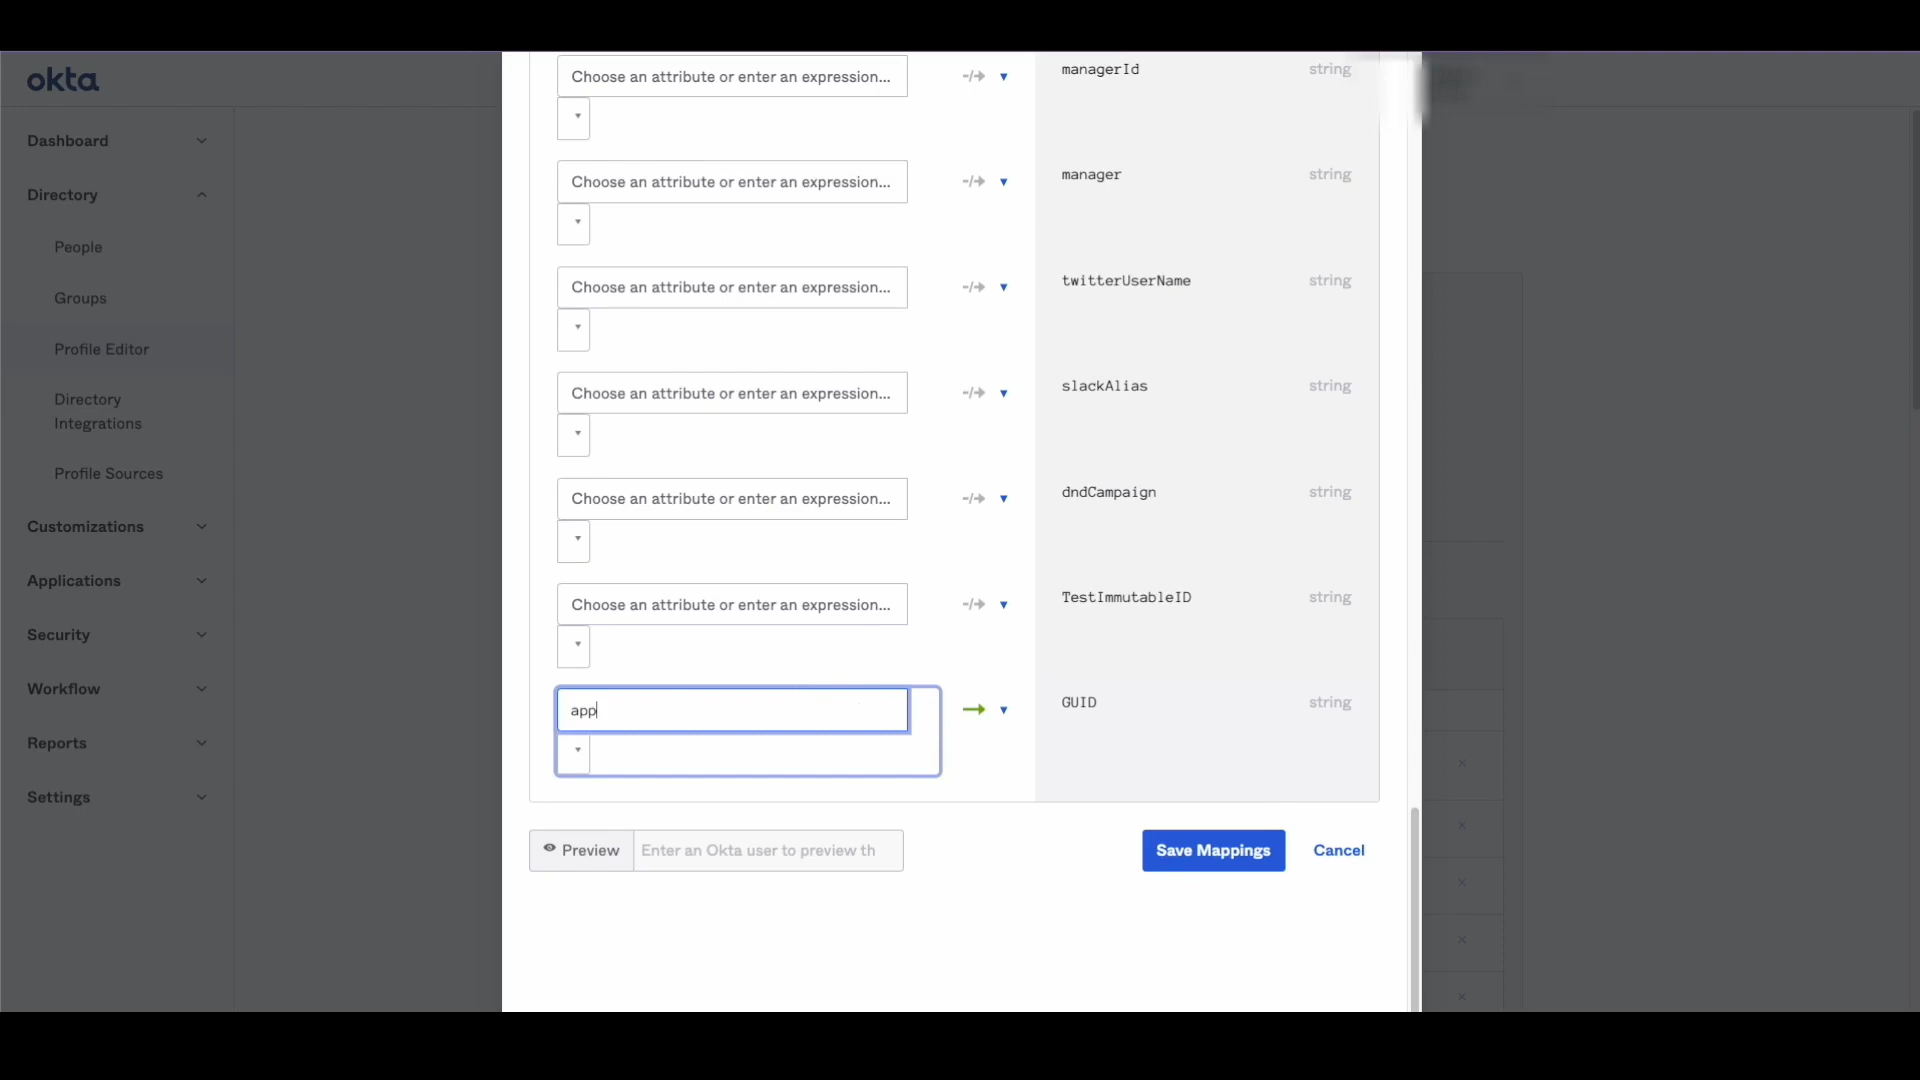 okta
Dashboard
Directory
People
Groups
Profile Editor
Directory
Integrations
Profile Sources
Customizations
Applications
Security
Workflow
Reports
Settings
Choose an attribute or enter an expression...
managerId
string
Choose an attribute or enter an expression...
manager
string
Choose an attribute or enter an expression...
twitterUserName
string
Choose an attribute or enter an expression...
slackAlias
string
Choose an attribute or enter an expression...
dndCampaign
string
Choose an attribute or enter an expression...
TestImmutableID
string
app
GUID
string
Preview
Enter an Okta user to preview th
Save Mappings
Cancel